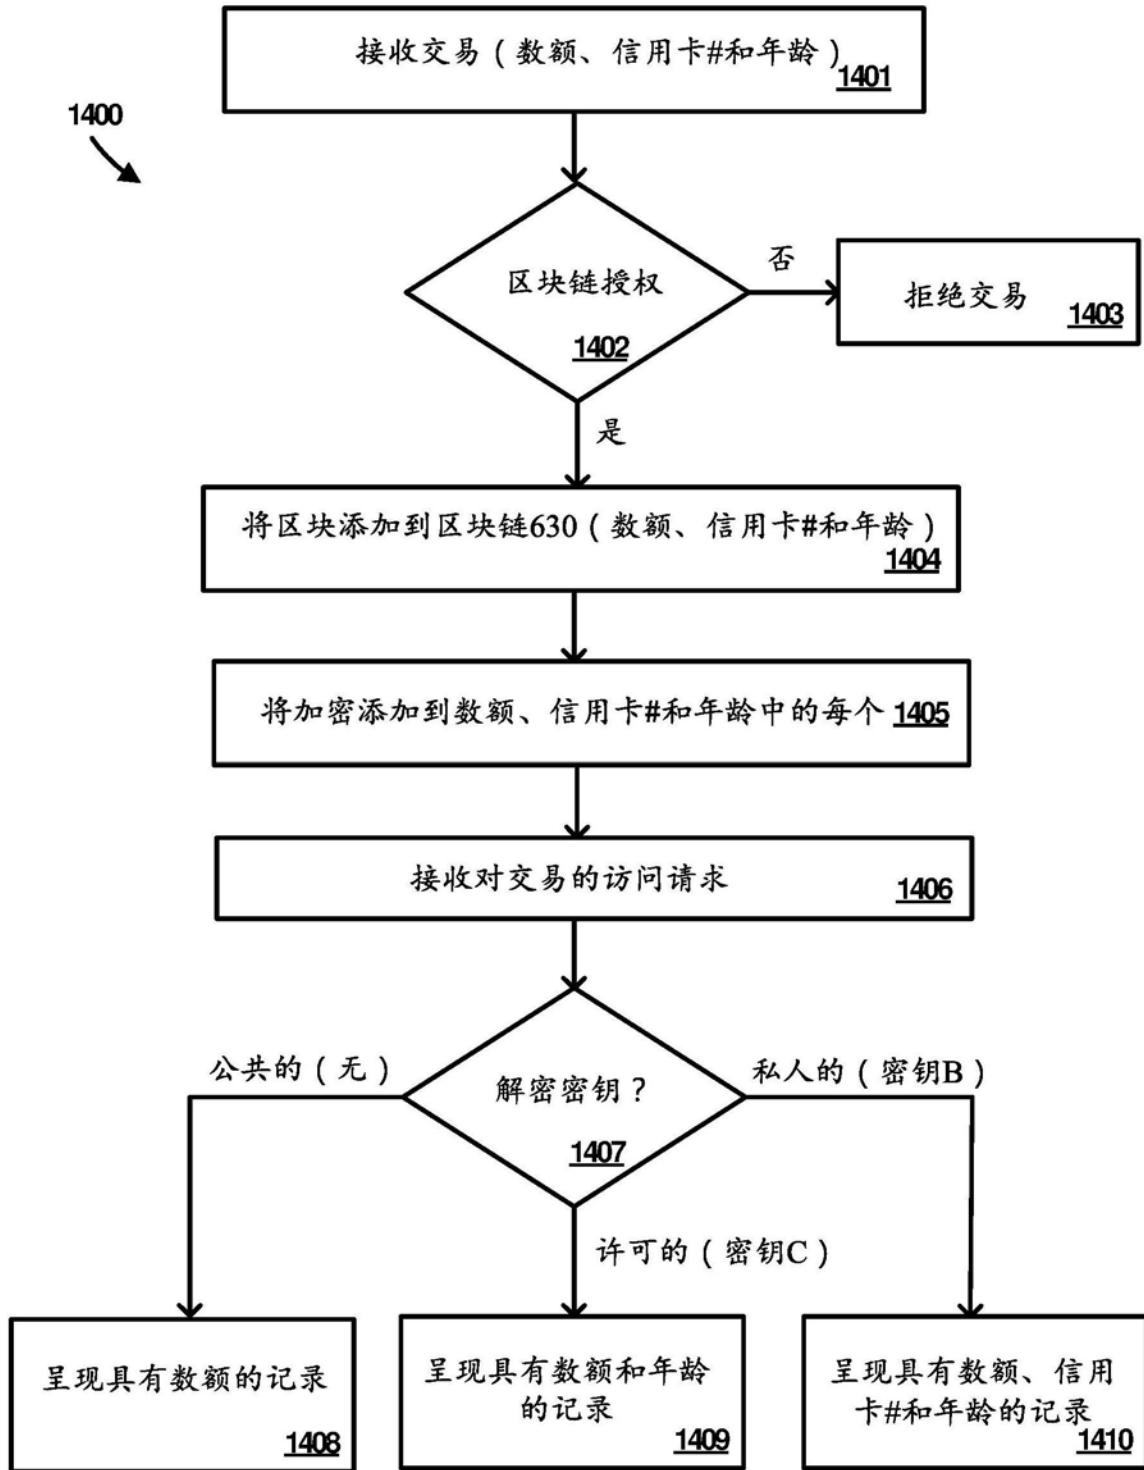 接收交易（数额、信用卡#和年龄）
1401
1400
区块链授权
1402
否
拒绝交易
1403
是
将区块添加到区块链630（数额、信用卡#和年龄）
1404
将加密添加到数额、信用卡#和年龄中的每个 1405
接收对交易的访问请求
1406
公共的（无）
解密密钥？
1407
私人的（密钥B）
许可的（密钥C）
呈现具有数额的记录
1408
呈现具有数额和年龄
的记录
1409
呈现具有数额、信用
卡#和年龄的记录
1410